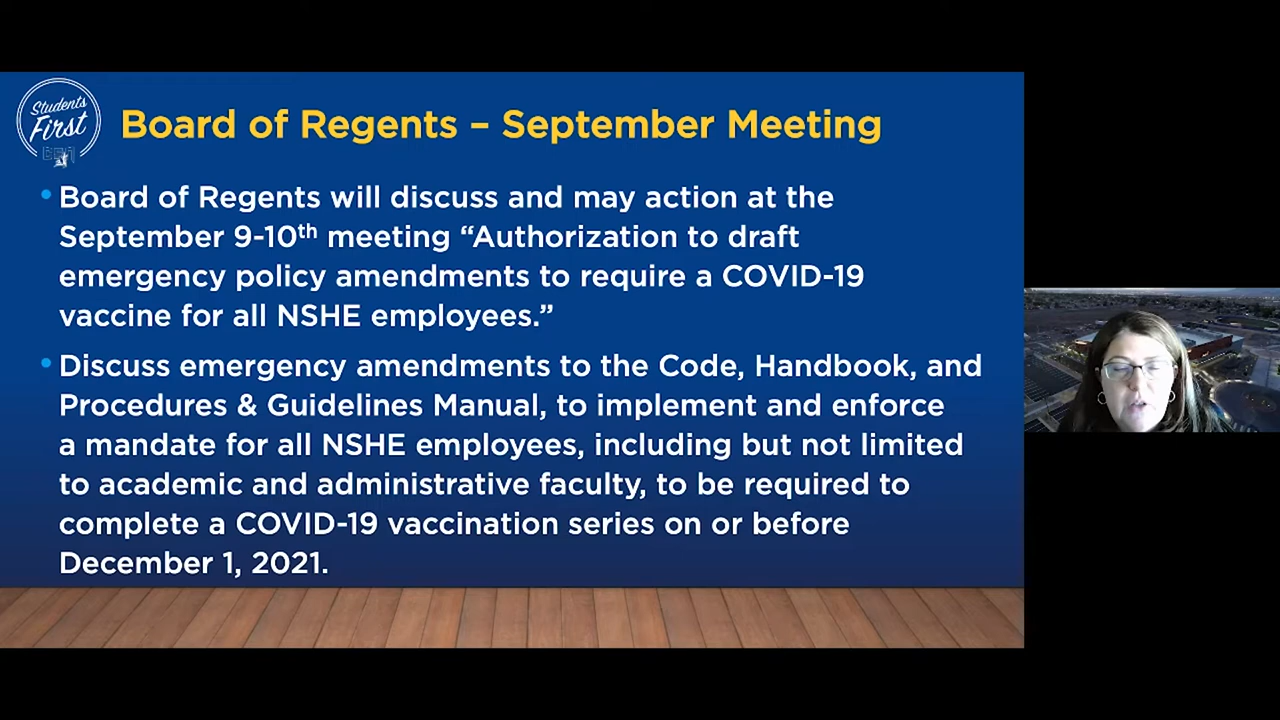 Students
First
CSN
Board of Regents – September Meeting
• Board of Regents will discuss and may action at the
September 9-10th meeting “Authorization to draft
emergency policy amendments to require a COVID-19
vaccine for all NSHE employees.”
• Discuss emergency amendments to the Code, Handbook, and
Procedures & Guidelines Manual, to implement and enforce
a mandate for all NSHE employees, including but not limited
to academic and administrative faculty, to be required to
complete a COVID-19 vaccination series on or before
December 1, 2021.